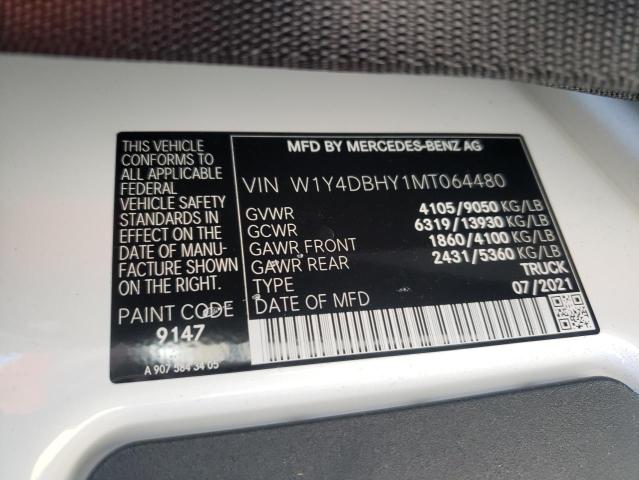 THIS VEHICLE
CONFORMS TO
ALL APPLICABLE
FEDERAL
VEHICLE SAFETY
STANDARDS IN
EFFECT ON THE
DATE OF MANU-
FACTURE SHOWN
ON THE RIGHT.
PAINT CODE
9147
A 907 584 34 05
MFD BY MERCEDES-BENZ AG
VIN W1Y4DBHY1MT064480
GVWR 4105/9050 KG/LB
GCWR 6319/13930 KG/LB
GAWR FRONT 1860/4100 KG/LB
GAWR REAR 2431/5360 KG/LB
TYPE TRUCK
DATE OF MFD 07/2021